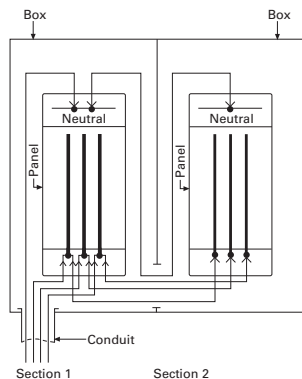 Box
Box
Neutral
Neutral
Panel
Panel
Conduit
Section 1
Section 2